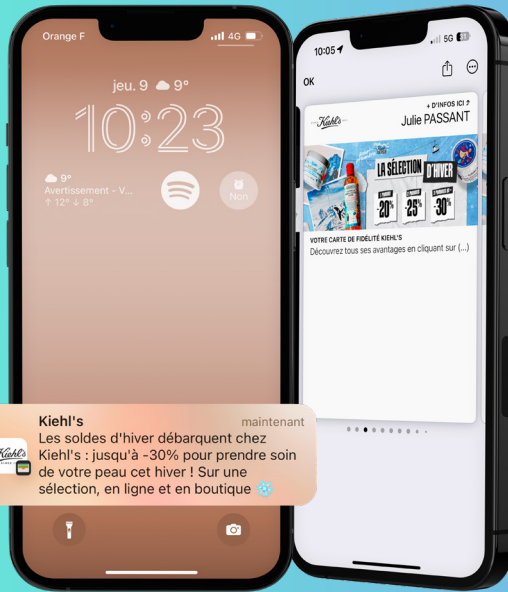 Orange F
4G
jeu. 9 9°
10:23
9°
Avertissement - V...
↑ 12° ↓ 8°
Non
Kiehl's
maintenant
Les soldes d'hiver débarquent chez
Kiehl's : jusqu'à -30% pour prendre soin
de votre peau cet hiver ! Sur une
sélection, en ligne et en boutique
Kiehl's
10:05
5G
OK
+ D'INFOS ICI
Kiehl's
Julie PASSANT
LA SÉLECTION D'HIVER
-20% -25% -30%
VOTRE CARTE DE FIDÉLITÉ KIEHL'S
Découvrez tous ses avantages en cliquant sur (...)